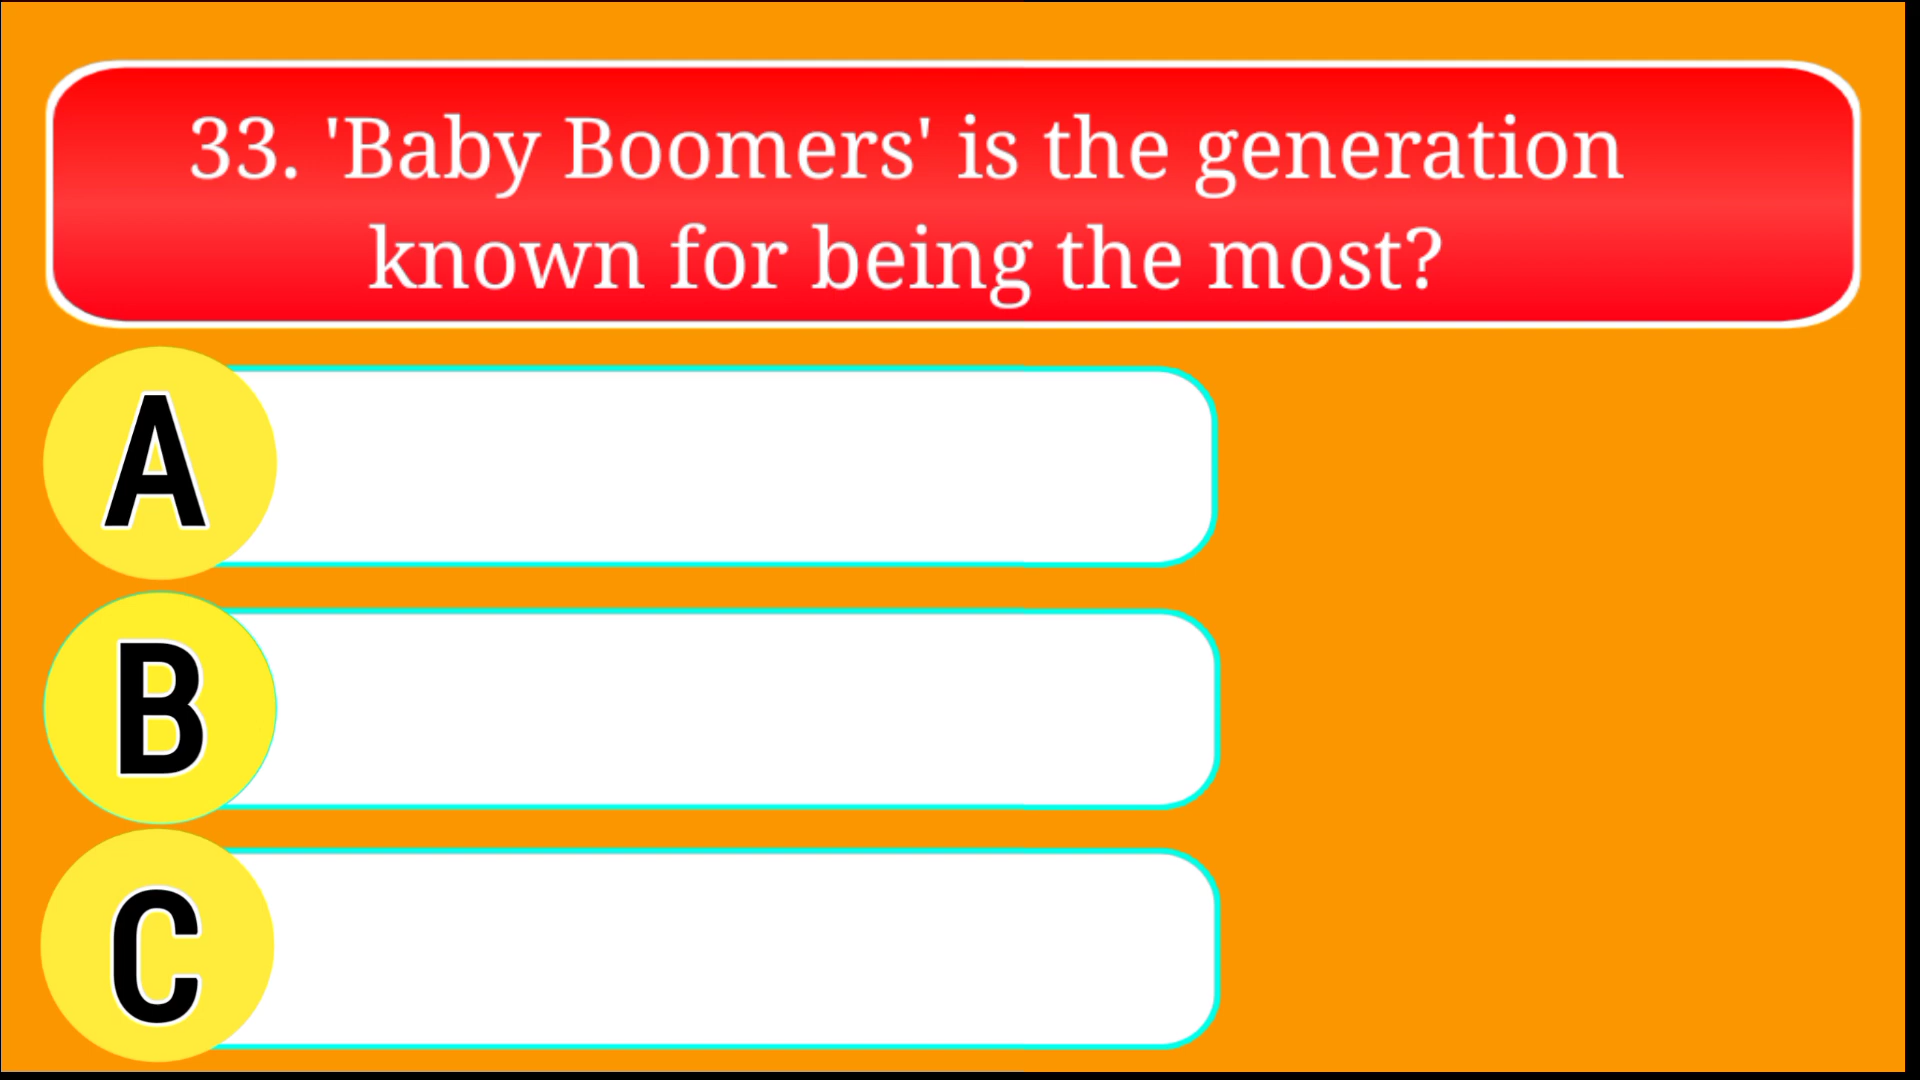 33. 'Baby Boomers' is the generation
known for being the most?
A
B
C